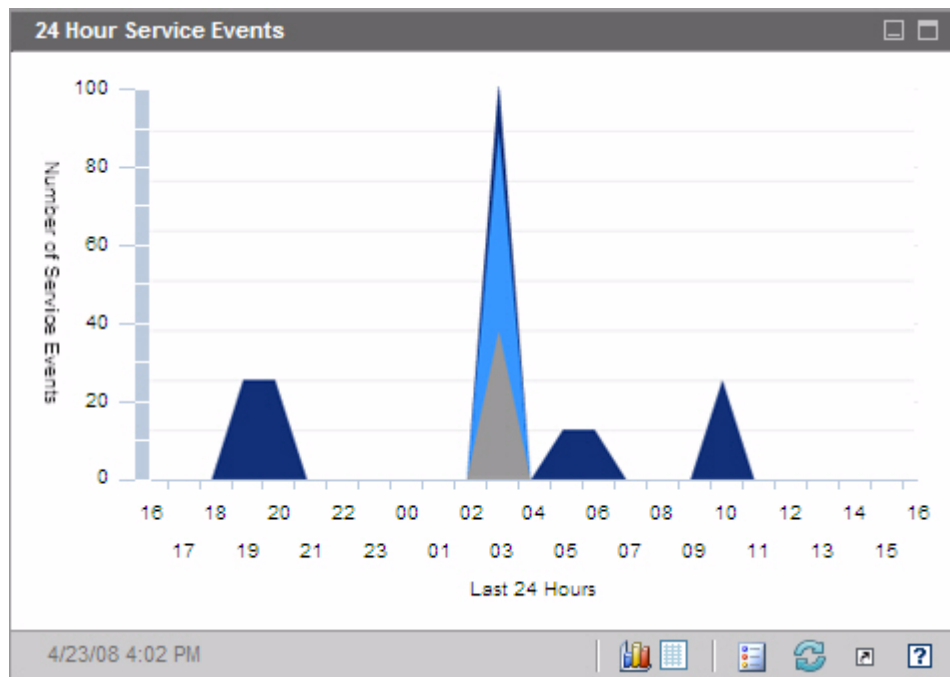 24 Hour Service Events
100
80
60
40
20
0
Number of Service Events
16 18 20 22 00 02 04 06 08 10 12 14 16
17 19 21 23 01 03 05 07 09 11 13 15
Last 24 Hours
4/23/08 4:02 PM
?